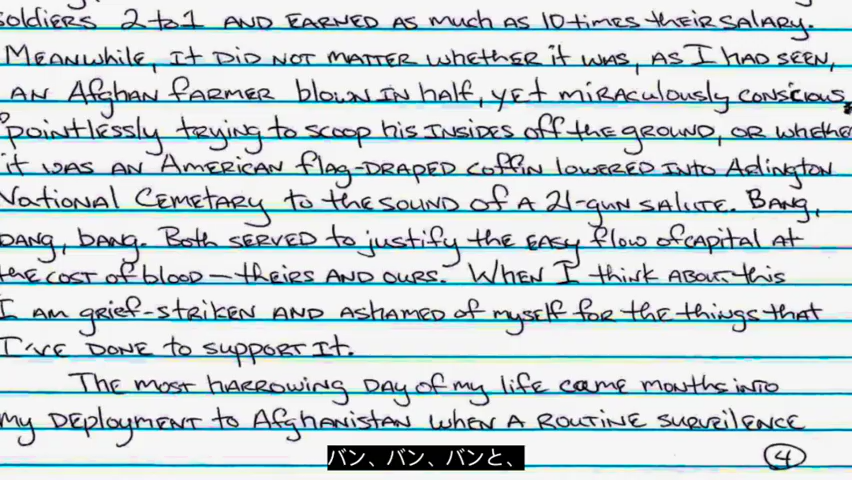 soldiers 2 to 1 AND EARNED AS much AS 10 times their SALARY.
MEANWHILE, it DID NOT MATTER whether it WAS, AS I HAD SEEN,
AN Afghan FARMER blown IN half, yet miraculously conscious,
pointlessly trying to scoop his INSIDES off the ground, OR whethe
it WAS AN AMERICAN flag-DRAPED coffin LOWERED INTO Arlington
National Cemetary to the sound of A 21-gun salute. BANG,
BANG, bang. Both SERVED to justify the EASY flow of capital AT
the cost of blood — theirs AND ours. When I think About this
I AM grief-striken AND ASHAMED of myself for the things that
I'VE DONE to support It.
The most HARROWING DAY of my life came months into
my DEployment to Afghanistan when A ROUTINE SURVEILENCE
バン、バン、バンと、
4